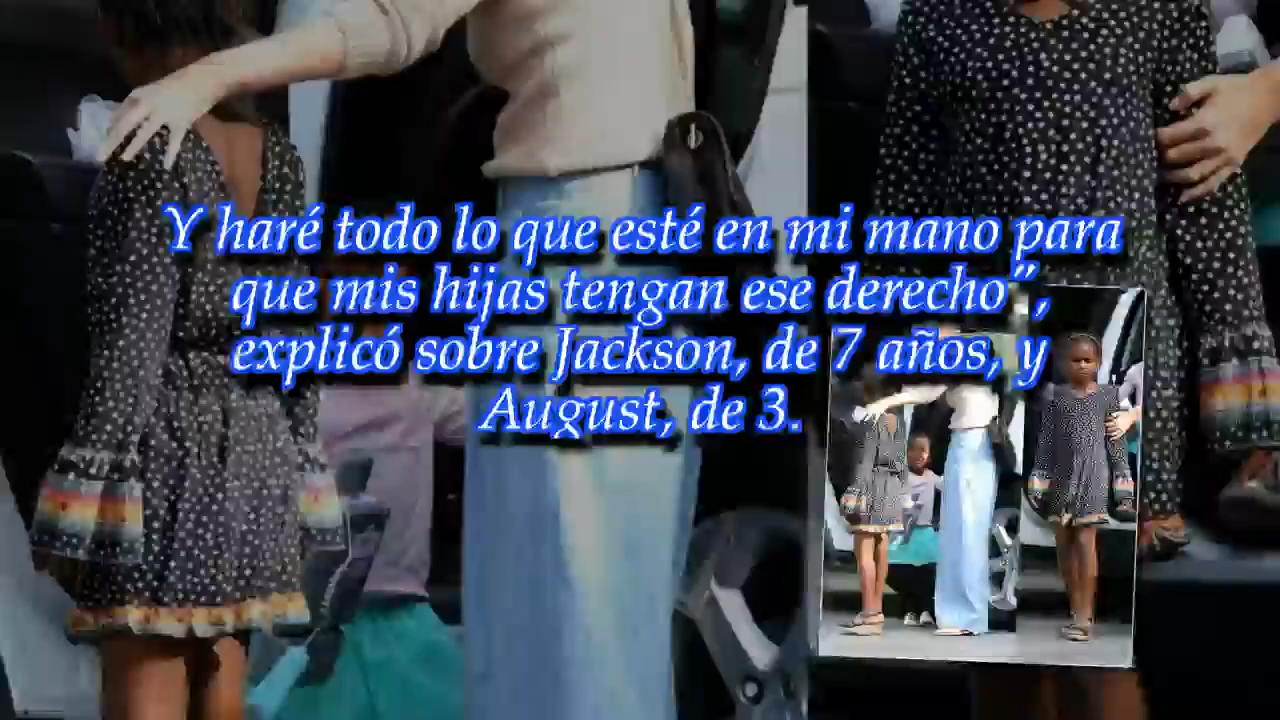 Y haré todo lo que esté en mi mano para
que mis hijas tengan ese derecho”,
explicó sobre Jackson, de 7 años, y
August, de 3.